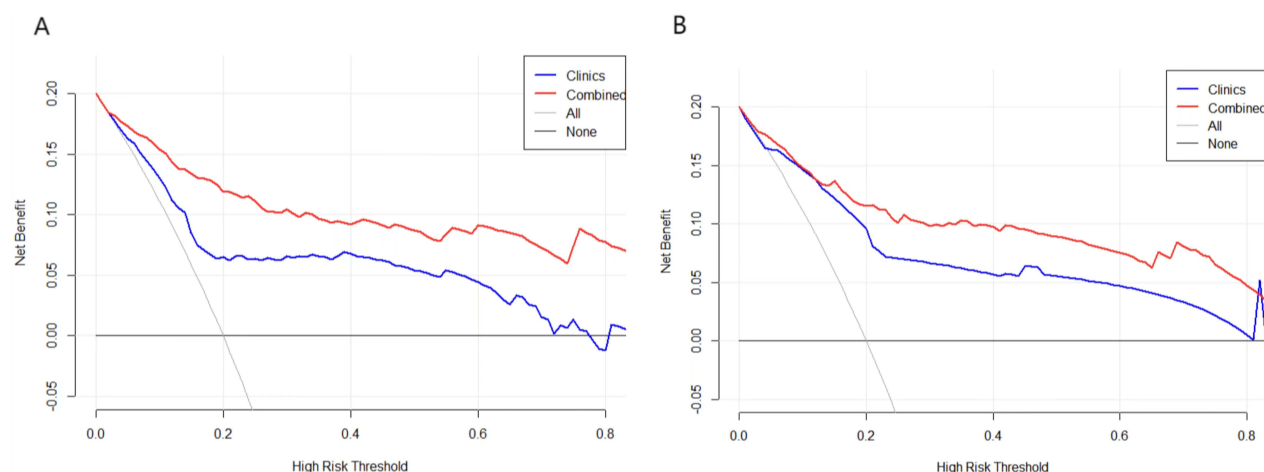 A
Net Benefit
0.20
0.15
0.10
0.05
0.00
-0.05
Clinics
Combined
All
None
0.0 0.2 0.4 0.6 0.8
High Risk Threshold
B
Net Benefit
0.20
0.15
0.10
0.05
0.00
-0.05
Clinics
Combined
All
None
0.0 0.2 0.4 0.6 0.8
High Risk Threshold